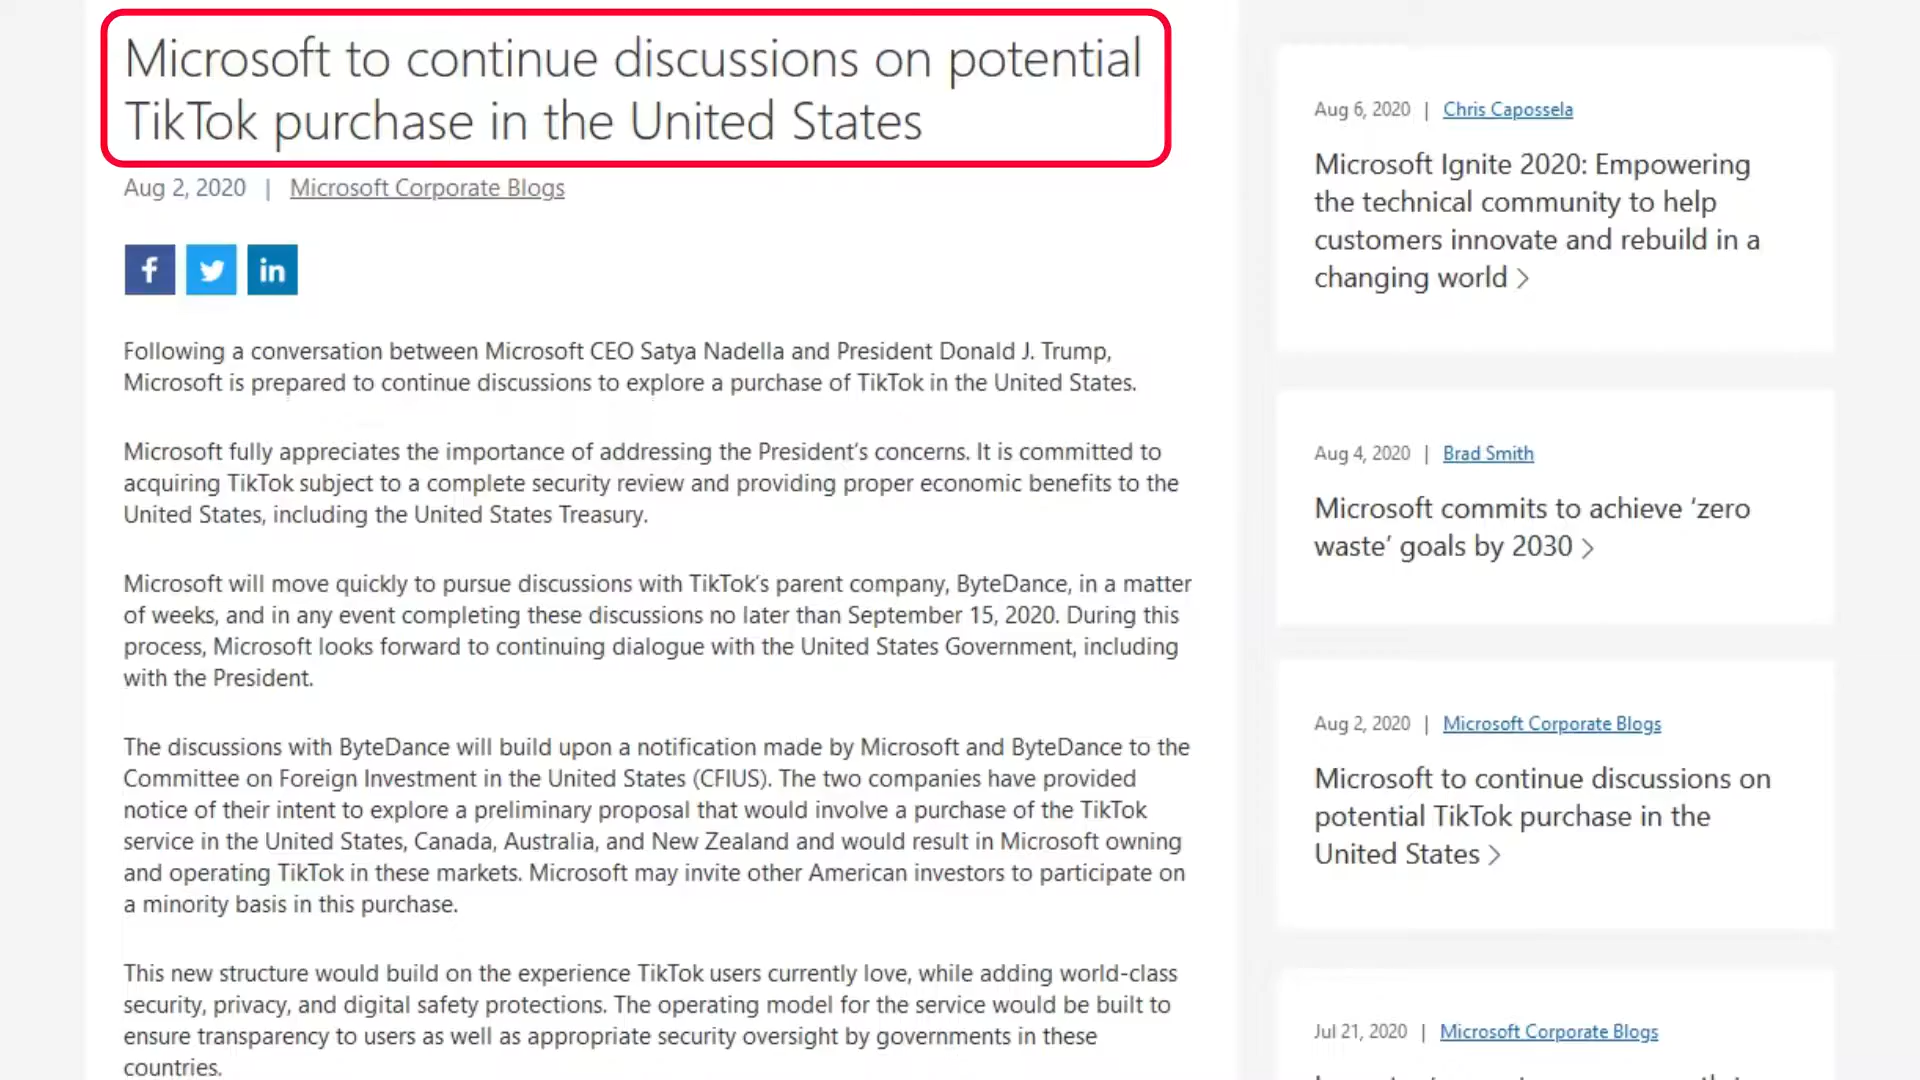 Microsoft to continue discussions on potential
TikTok purchase in the United States
Aug 2, 2020 | Microsoft Corporate Blogs
f
in
Following a conversation between Microsoft CEO Satya Nadella and President Donald J. Trump,
Microsoft is prepared to continue discussions to explore a purchase of TikTok in the United States.
Microsoft fully appreciates the importance of addressing the President's concerns. It is committed to
acquiring TikTok subject to a complete security review and providing proper economic benefits to the
United States, including the United States Treasury.
Microsoft will move quickly to pursue discussions with TikTok's parent company, ByteDance, in a matter
of weeks, and in any event completing these discussions no later than September 15, 2020. During this
process, Microsoft looks forward to continuing dialogue with the United States Government, including
with the President.
The discussions with ByteDance will build upon a notification made by Microsoft and ByteDance to the
Committee on Foreign Investment in the United States (CFIUS). The two companies have provided
notice of their intent to explore a preliminary proposal that would involve a purchase of the TikTok
service in the United States, Canada, Australia, and New Zealand and would result in Microsoft owning
and operating TikTok in these markets. Microsoft may invite other American investors to participate on
a minority basis in this purchase.
This new structure would build on the experience TikTok users currently love, while adding world-class
security, privacy, and digital safety protections. The operating model for the service would be built to
ensure transparency to users as well as appropriate security oversight by governments in these
countries.
Aug 6, 2020 | Chris Capossela
Microsoft Ignite 2020: Empowering
the technical community to help
customers innovate and rebuild in a
changing world >
Aug 4, 2020 | Brad Smith
Microsoft commits to achieve ‘zero
waste’ goals by 2030 >
Aug 2, 2020 | Microsoft Corporate Blogs
Microsoft to continue discussions on
potential TikTok purchase in the
United States >
Jul 21, 2020 | Microsoft Corporate Blogs